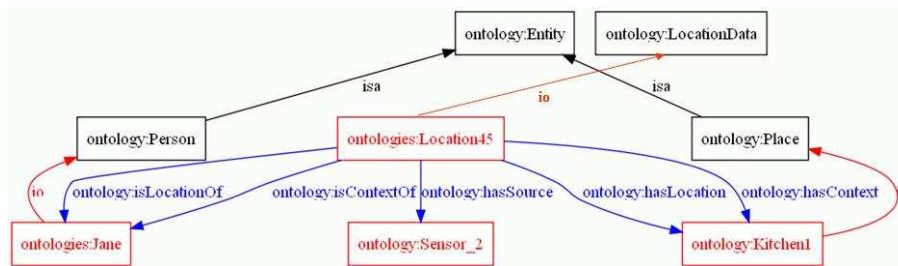 ontology:Entity
ontology:LocationData
isa
io
isa
ontology:Person
ontologies:Location45
ontology:Place
io
ontology:isLocationOf
ontology:isContextOf
ontology:hasSource
ontology:hasLocation
ontology:hasContext
ontologies:Jane
ontology:Sensor_2
ontology:Kitchen1